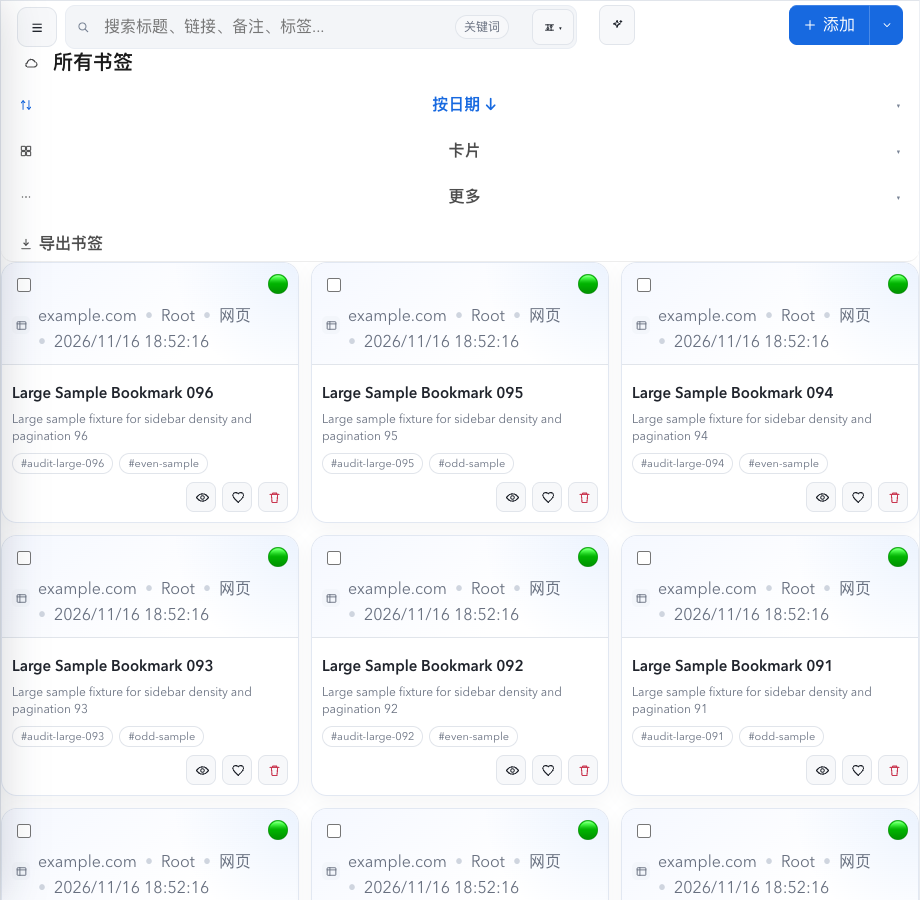 搜索标题、链接、备注、标签...
关键词
添加
所有书签
按日期
卡片
更多
导出书签
example.com • Root • 网页
• 2026/11/16 18:52:16
Large Sample Bookmark 096
Large sample fixture for sidebar density and
pagination 96
#audit-large-096 #even-sample
example.com • Root • 网页
• 2026/11/16 18:52:16
Large Sample Bookmark 095
Large sample fixture for sidebar density and
pagination 95
#audit-large-095 #odd-sample
example.com • Root • 网页
• 2026/11/16 18:52:16
Large Sample Bookmark 094
Large sample fixture for sidebar density and
pagination 94
#audit-large-094 #even-sample
example.com • Root • 网页
• 2026/11/16 18:52:16
Large Sample Bookmark 093
Large sample fixture for sidebar density and
pagination 93
#audit-large-093 #odd-sample
example.com • Root • 网页
• 2026/11/16 18:52:16
Large Sample Bookmark 092
Large sample fixture for sidebar density and
pagination 92
#audit-large-092 #even-sample
example.com • Root • 网页
• 2026/11/16 18:52:16
Large Sample Bookmark 091
Large sample fixture for sidebar density and
pagination 91
#audit-large-091 #odd-sample
example.com • Root • 网页
• 2026/11/16 18:52:16
example.com • Root • 网页
• 2026/11/16 18:52:16
example.com • Root • 网页
• 2026/11/16 18:52:16